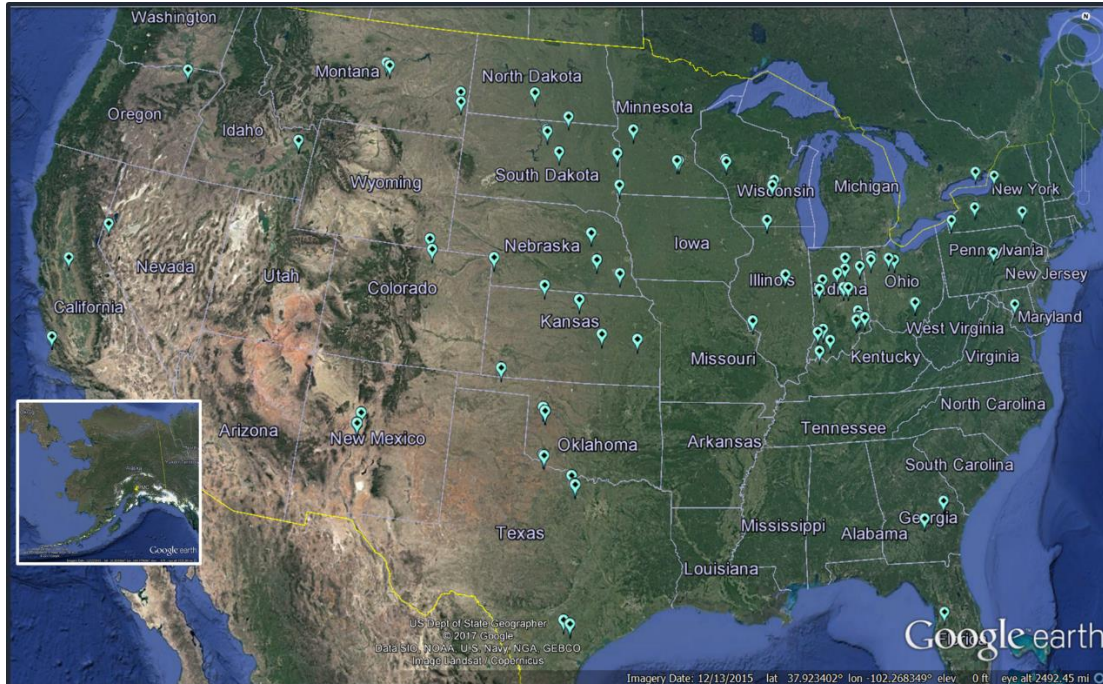 Washington
N
Montana
North Dakota
Minnesota
Oregon
Idaho
South Dakota
Wyoming
Wisconsin
Michigan
New York
Nebraska
Iowa
Pennsylvania
Nevada
Utah
Colorado
Illinois
Indiana
Ohio
New Jersey
California
Kansas
Missouri
West Virginia
Maryland
Kentucky
Virginia
Arizona
New Mexico
Oklahoma
Arkansas
Tennessee
North Carolina
South Carolina
Texas
Mississippi
Alabama
Georgia
Louisiana
Google earth
US Dept of State Geographer
© 2017 Google
Data SIO, NOAA, U.S. Navy, NGA, GEBCO
Image Landsat / Copernicus
Florida
Google earth
Imagery Date: 12/13/2015 lat 37.923402° lon -102.268349° elev 0 ft eye alt 2492.45 mi